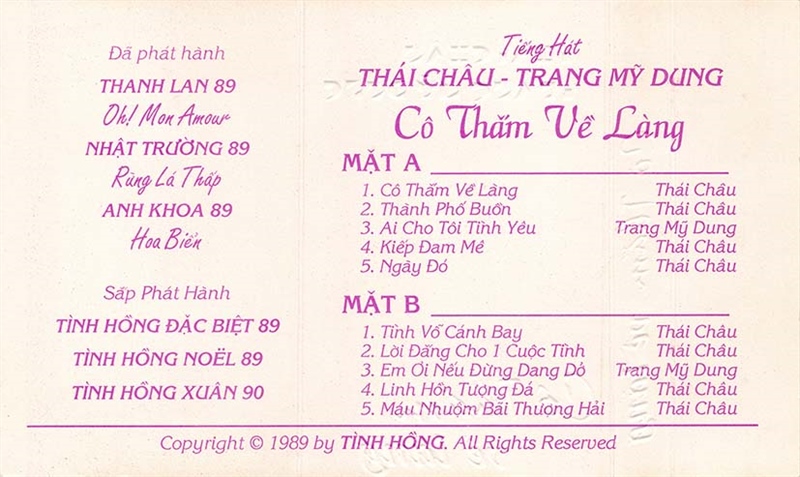 Đã phát hành
THANH LAN 89
Oh! Mon Amour
NHẬT TRƯỜNG 89
Rừng Lá Thấp
ANH KHOA 89
Hoa Biển
Sắp Phát Hành
TÌNH HỒNG ĐẶC BIỆT 89
TÌNH HỒNG NOËL 89
TÌNH HỒNG XUÂN 90
Tiếng Hát
THÁI CHÂU - TRANG MỸ DUNG
Cô Thắm Về Làng
MẶT A
1. Cô Thắm Về Làng Thái Châu
2. Thành Phố Buồn Thái Châu
3. Ai Cho Tôi Tình Yêu Trang Mỹ Dung
4. Kiếp Đam Mê Thái Châu
5. Ngày Đó Thái Châu
MẶT B
1. Tình Vỗ Cánh Bay Thái Châu
2. Lời Đắng Cho 1 Cuộc Tình Thái Châu
3. Em Ơi Nếu Đừng Dang Dỏ Trang Mỹ Dung
4. Linh Hồn Tượng Đá Thái Châu
5. Máu Nhuộm Bãi Thượng Hải Thái Châu
Copyright © 1989 by TÌNH HỒNG. All Rights Reserved